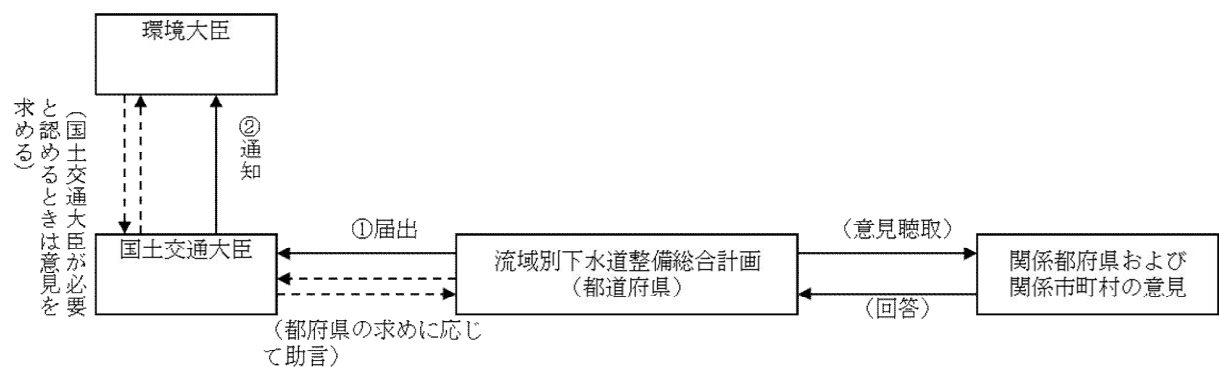 環境大臣
（国土交通大臣が必要
と認めるときは意見を
求める）
②通知
国土交通大臣
①届出
（都府県の求めに応じ
て助言）
流域別下水道整備総合計画
（都道府県）
（意見聴取）
（回答）
関係都府県および
関係市町村の意見